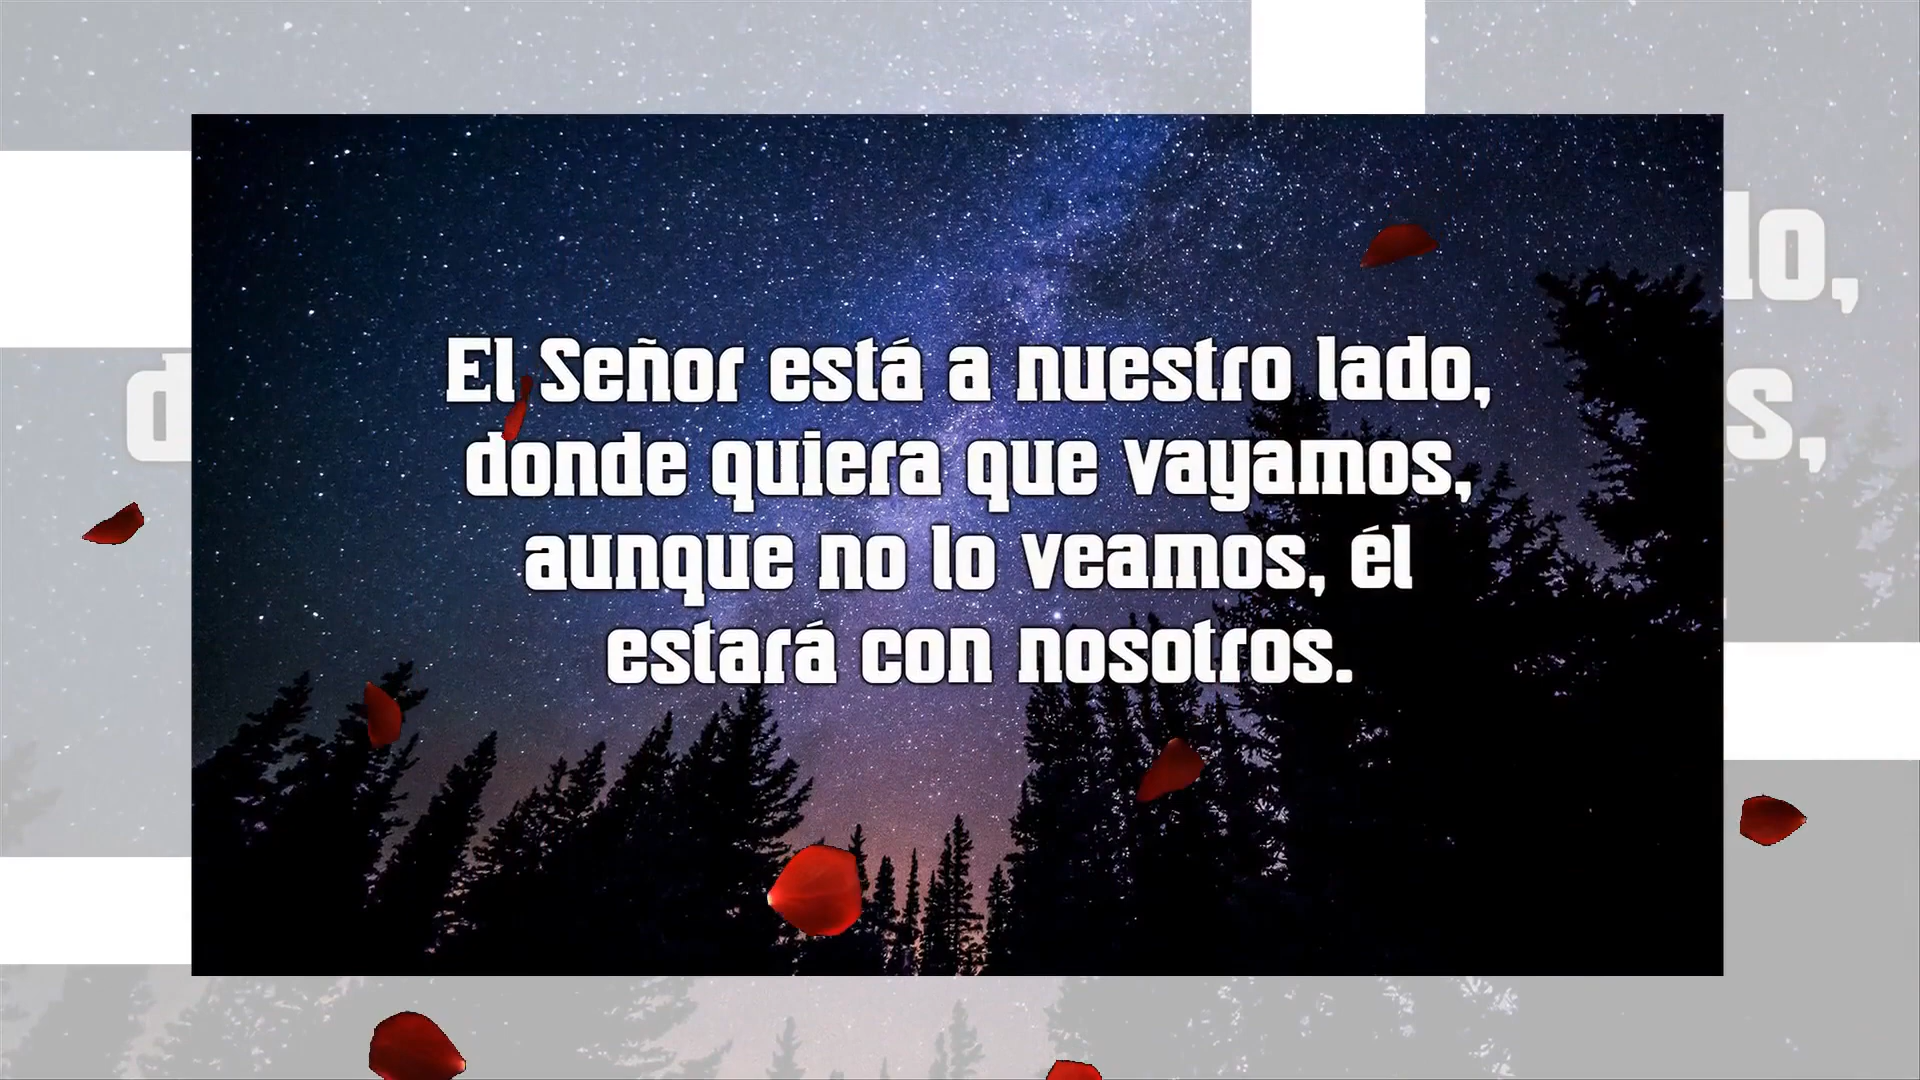 El Señor está a nuestro lado,
donde quiera que vayamos,
aunque no lo veamos, él
estará con nosotros.